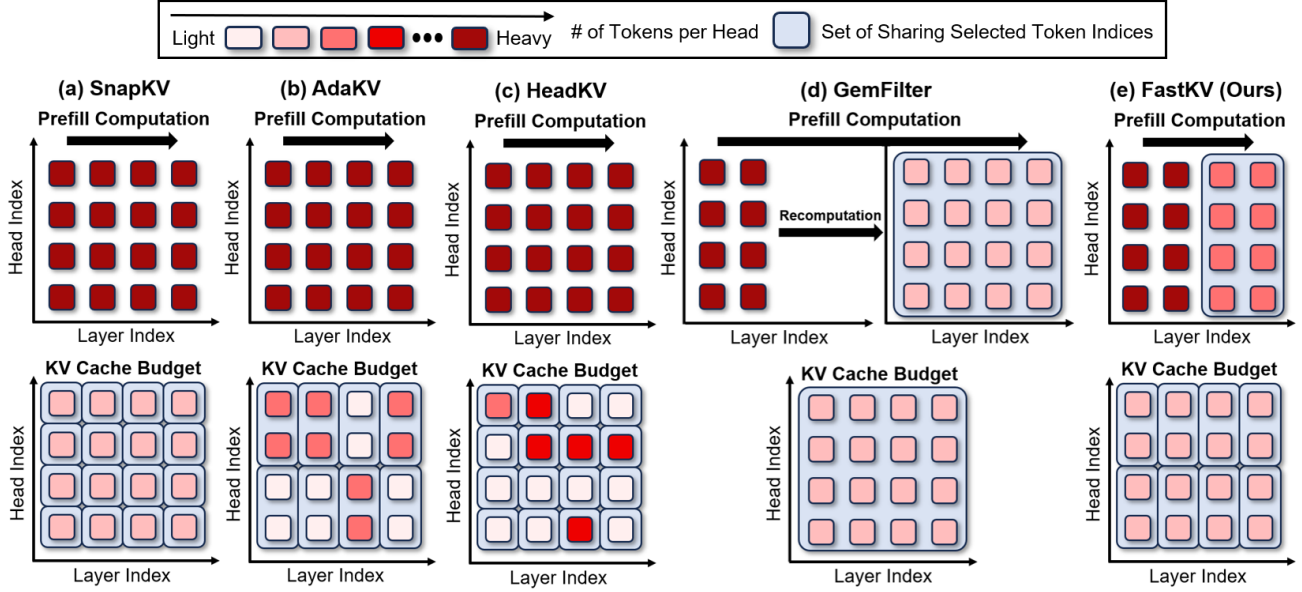 Light ••• Heavy # of Tokens per Head Set of Sharing Selected Token Indices
(a) SnapKV
Prefill Computation
Head Index
Layer Index
KV Cache Budget
Head Index
Layer Index
(b) AdaKV
Prefill Computation
Head Index
Layer Index
KV Cache Budget
Head Index
Layer Index
(c) HeadKV
Prefill Computation
Head Index
Layer Index
KV Cache Budget
Head Index
Layer Index
(d) GemFilter
Prefill Computation
Head Index
Recomputation
Layer Index
Layer Index
KV Cache Budget
Head Index
Layer Index
(e) FastKV (Ours)
Prefill Computation
Head Index
Layer Index
KV Cache Budget
Head Index
Layer Index